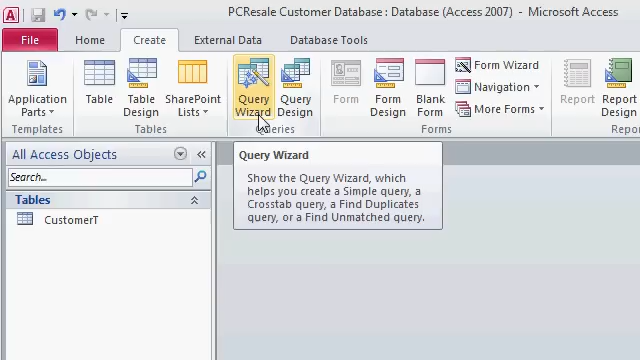 PCResale Customer Database : Database (Access 2007) - Microsoft Access
File Home Create External Data Database Tools
Application Parts
Table
Table Design
SharePoint Lists
Query Wizard
Query Design
Form
Form Design
Blank Form
Form Wizard
Navigation
More Forms
Report
Report Design
Templates Tables Queries Forms
All Access Objects
Search...
Tables
CustomerT
Query Wizard
Show the Query Wizard, which
helps you create a Simple query, a
Crosstab query, a Find Duplicates
query, or a Find Unmatched query.